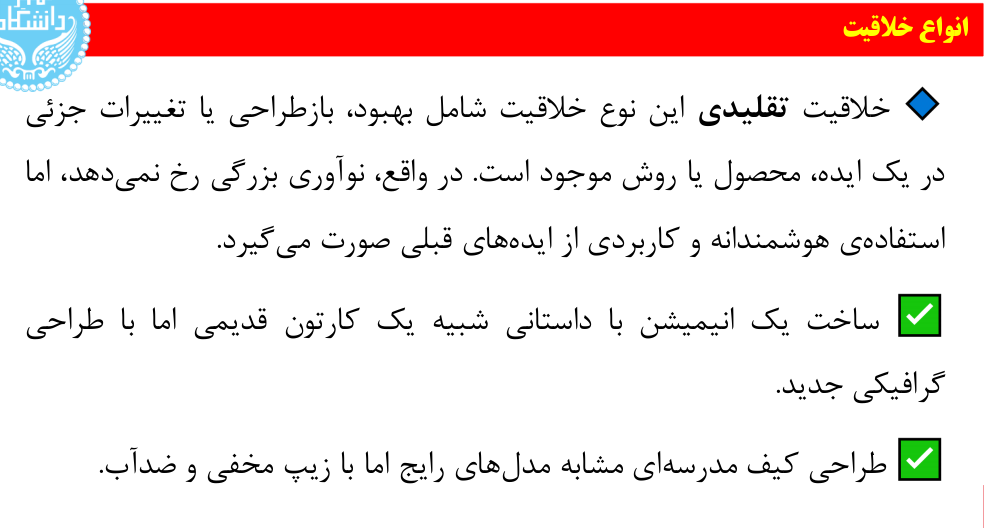 انواع خلاقیت
دانشگاه
خلاقیت تقلیدی این نوع خلاقیت شامل بهبود، بازطراحی یا تغییرات جزئی
در یک ایده، محصول یا روش موجود است. در واقع، نوآوری بزرگی رخ نمی‌دهد، اما
استفاده‌ی هوشمندانه و کاربردی از ایده‌های قبلی صورت می‌گیرد.
ساخت یک انیمیشن با داستانی شبیه یک کارتون قدیمی اما با طراحی
گرافیکی جدید.
طراحی کیف مدرسه‌ای مشابه مدل‌های رایج اما با زیپ مخفی و ضدآب.